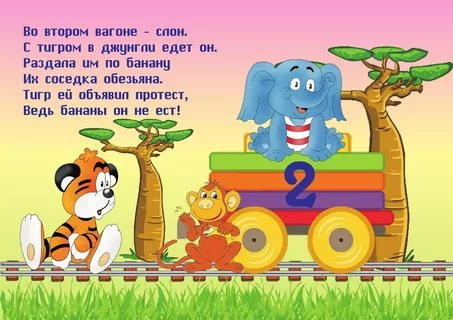 Во втором вагоне - слон.
С тигром в джунгли едет он.
Раздала им по банану
Их соседка обезьяна.
Тигр ей объявил протест,
Ведь бананы он не ест!
2